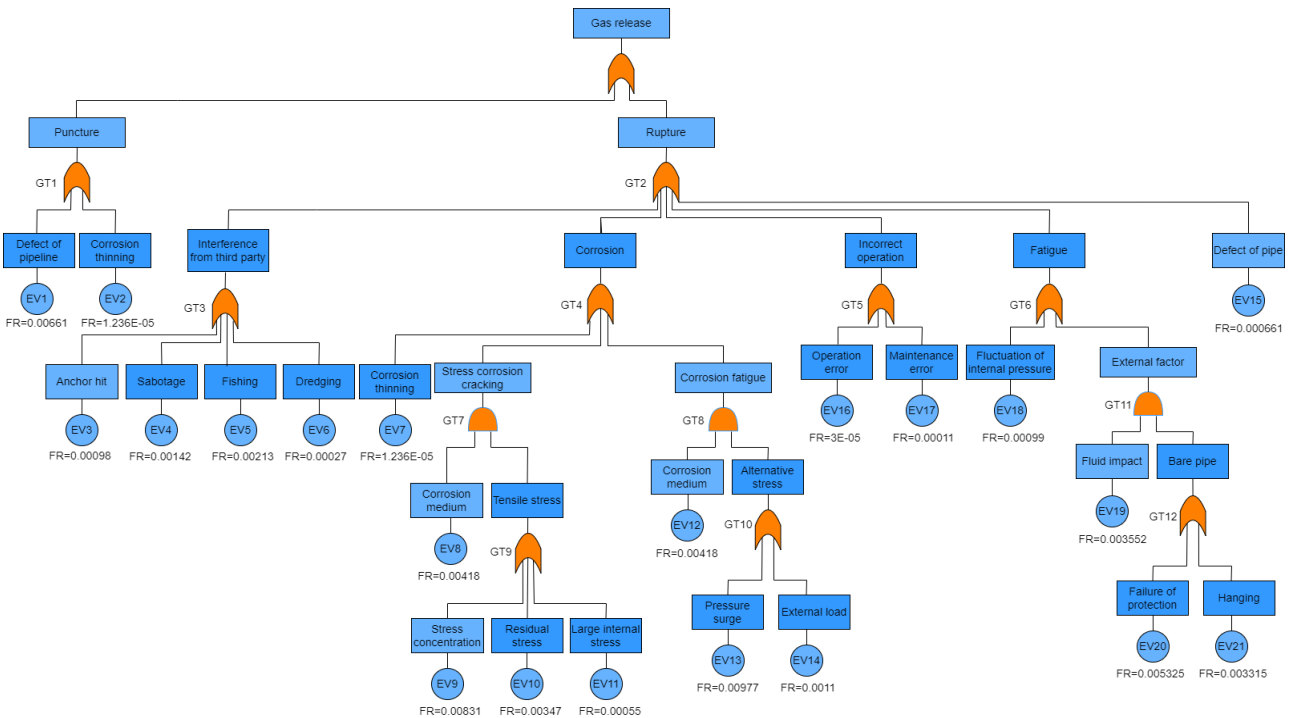 Gas release
Puncture
Rupture
GT1
GT2
Defect of
pipeline
Corrosion
thinning
Interference
from third party
Corrosion
Incorrect
operation
Fatigue
Defect of pipe
EV1
EV2
EV15
FR=0.00661
FR=1.236E-05
FR=0.000661
GT3
GT4
GT5
GT6
Anchor hit
Sabotage
Fishing
Dredging
Corrosion
thinning
Stress corrosion
cracking
Corrosion fatigue
Operation
error
Maintenance
error
Fluctuation of
internal pressure
External factor
EV3
EV4
EV5
EV6
EV7
FR=0.00098
FR=0.00142
FR=0.00213
FR=0.00027
FR=1.236E-05
GT7
GT8
EV16
EV17
EV18
FR=3E-05
FR=0.00011
FR=0.00099
GT11
Corrosion
medium
Tensile stress
Corrosion
medium
Alternative
stress
Fluid impact
Bare pipe
EV8
FR=0.00418
GT9
EV12
FR=0.00418
GT10
EV19
FR=0.003552
GT12
Stress
concentration
Residual
stress
Large internal
stress
Pressure
surge
External load
Failure of
protection
Hanging
EV9
EV10
EV11
EV13
EV14
EV20
EV21
FR=0.00831
FR=0.00347
FR=0.00055
FR=0.00977
FR=0.0011
FR=0.005325
FR=0.003315